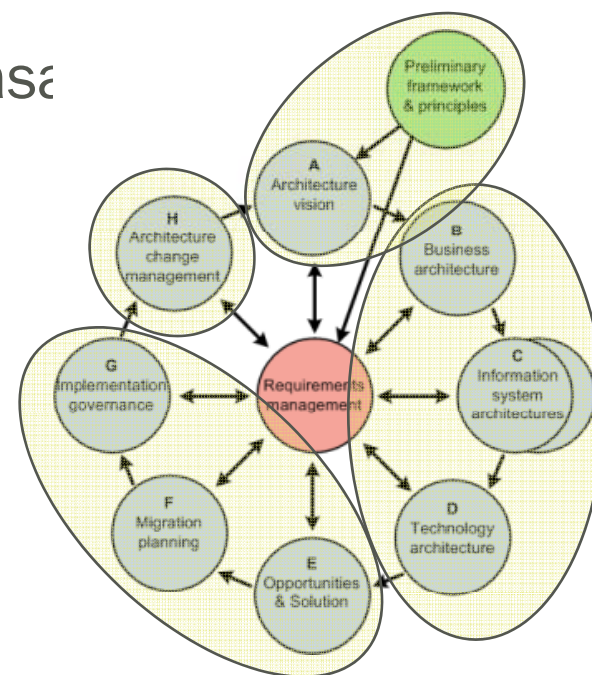 Preliminary
framework
& principles
A
Architecture
vision
H
Architecture
change
management
B
Business
architecture
G
Implementation
governance
Requirements
management
C
Information
system
architectures
F
Migration
planning
D
Technology
architecture
E
Opportunities
& Solution